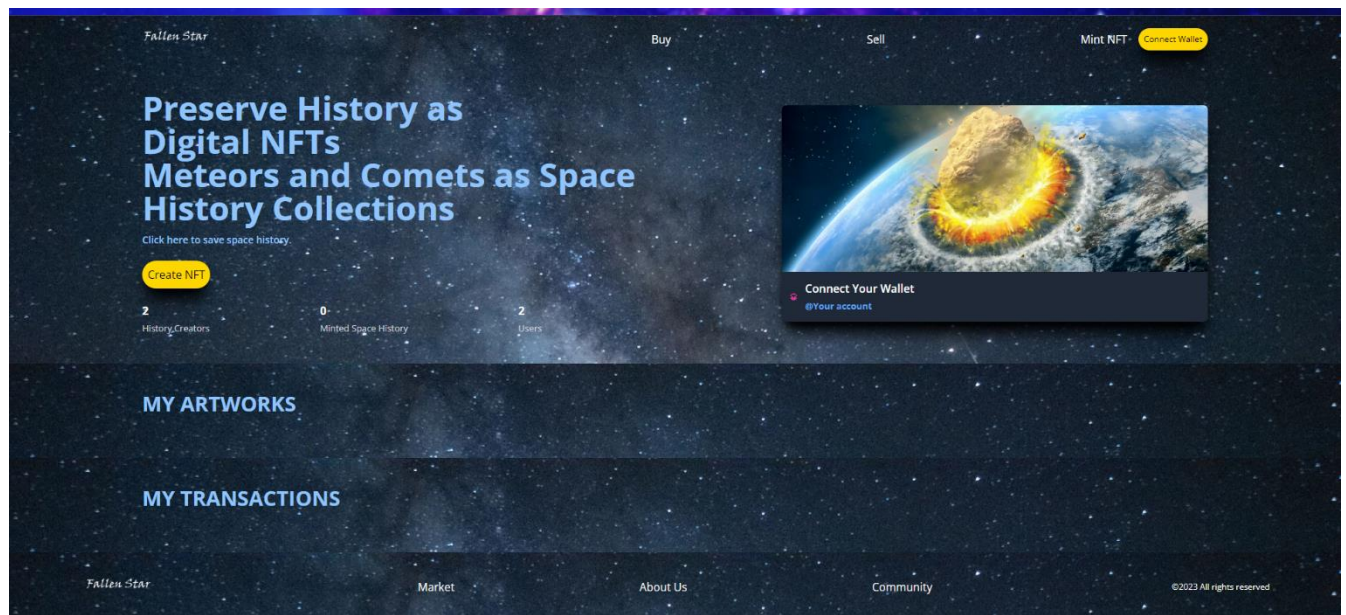 Fallen Star
Buy
Sell
Mint NFT
Connect Wallet
Preserve History as
Digital NFTs
Meteors and Comets as Space
History Collections
Click here to save space history.
Create NFT
2
History Creators
0
Minted Space History
2
Users
Connect Your Wallet
@Your account
MY ARTWORKS
MY TRANSACTIONS
Fallen Star
Market
About Us
Community
©2023 All rights reserved